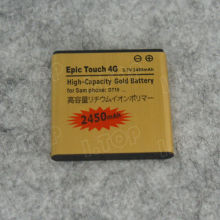 Epic Touch 4G
3.7V 2450mAh
High-Capacity Gold Battery
For Sam phone: D710 ...
高容量リチウムイオンポリマー
2450mAh